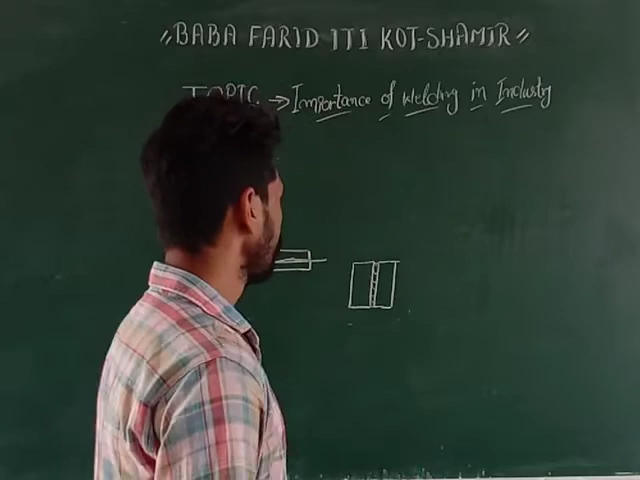 "BABA FARID ITI KOT-SHAMIR"
TOPIC → Importance of Welding in Industry